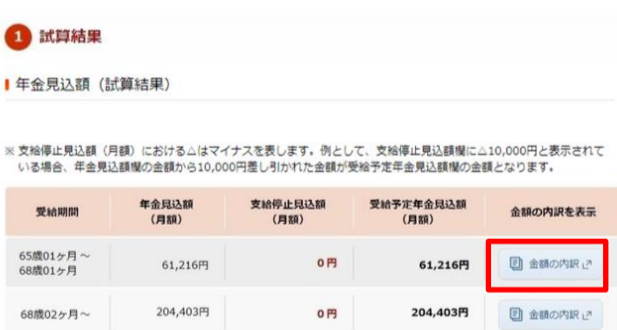 1 試算結果
年金見込額（試算結果）
※ 支給停止見込額（月額）における△はマイナスを表します。例として、支給停止見込額欄に△10,000円と表示されて
いる場合、年金見込額欄の金額から10,000円差し引かれた金額が受給予定年金見込額欄の金額となります。
受給期間 年金見込額（月額） 支給停止見込額（月額） 受給予定年金見込額（月額） 金額の内訳を表示
65歳01ヶ月～
68歳01ヶ月 61,216円 0円 61,216円 金額の内訳
68歳02ヶ月～ 204,403円 0円 204,403円 金額の内訳